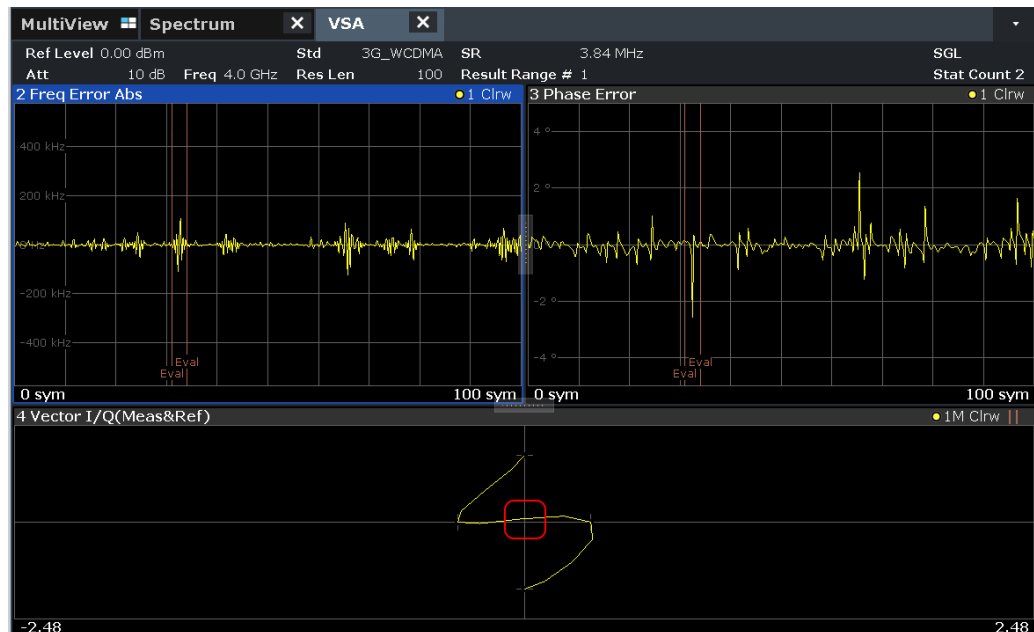 MultiView Spectrum X VSA X
Ref Level 0.00 dBm Std 3G_WCDMA SR 3.84 MHz SGL
Att 10 dB Freq 4.0 GHz Res Len 100 Result Range # 1 Stat Count 2
2 Freq Error Abs 1 Clrw
400 kHz
200 kHz
-200 kHz
-400 kHz
Eval
Eval
0 sym 100 sym
3 Phase Error 1 Clrw
4 °
2 °
-2 °
-4 °
Eval
Eval
0 sym 100 sym
4 Vector I/Q(Meas&Ref) 1M Clrw
-2.48 2.48